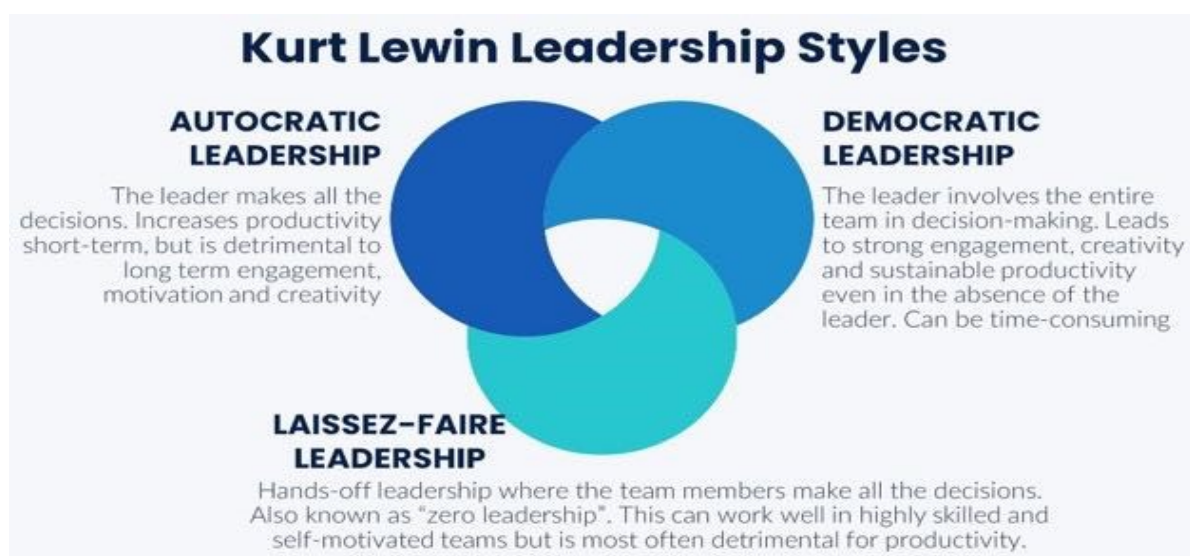 Kurt Lewin Leadership Styles
AUTOCRATIC
LEADERSHIP
The leader makes all the
decisions. Increases productivity
short-term, but is detrimental to
long term engagement,
motivation and creativity
DEMOCRATIC
LEADERSHIP
The leader involves the entire
team in decision-making. Leads
to strong engagement, creativity
and sustainable productivity
even in the absence of the
leader. Can be time-consuming
LAISSEZ-FAIRE
LEADERSHIP
Hands-off leadership where the team members make all the decisions.
Also known as “zero leadership”. This can work well in highly skilled and
self-motivated teams but is most often detrimental for productivity.